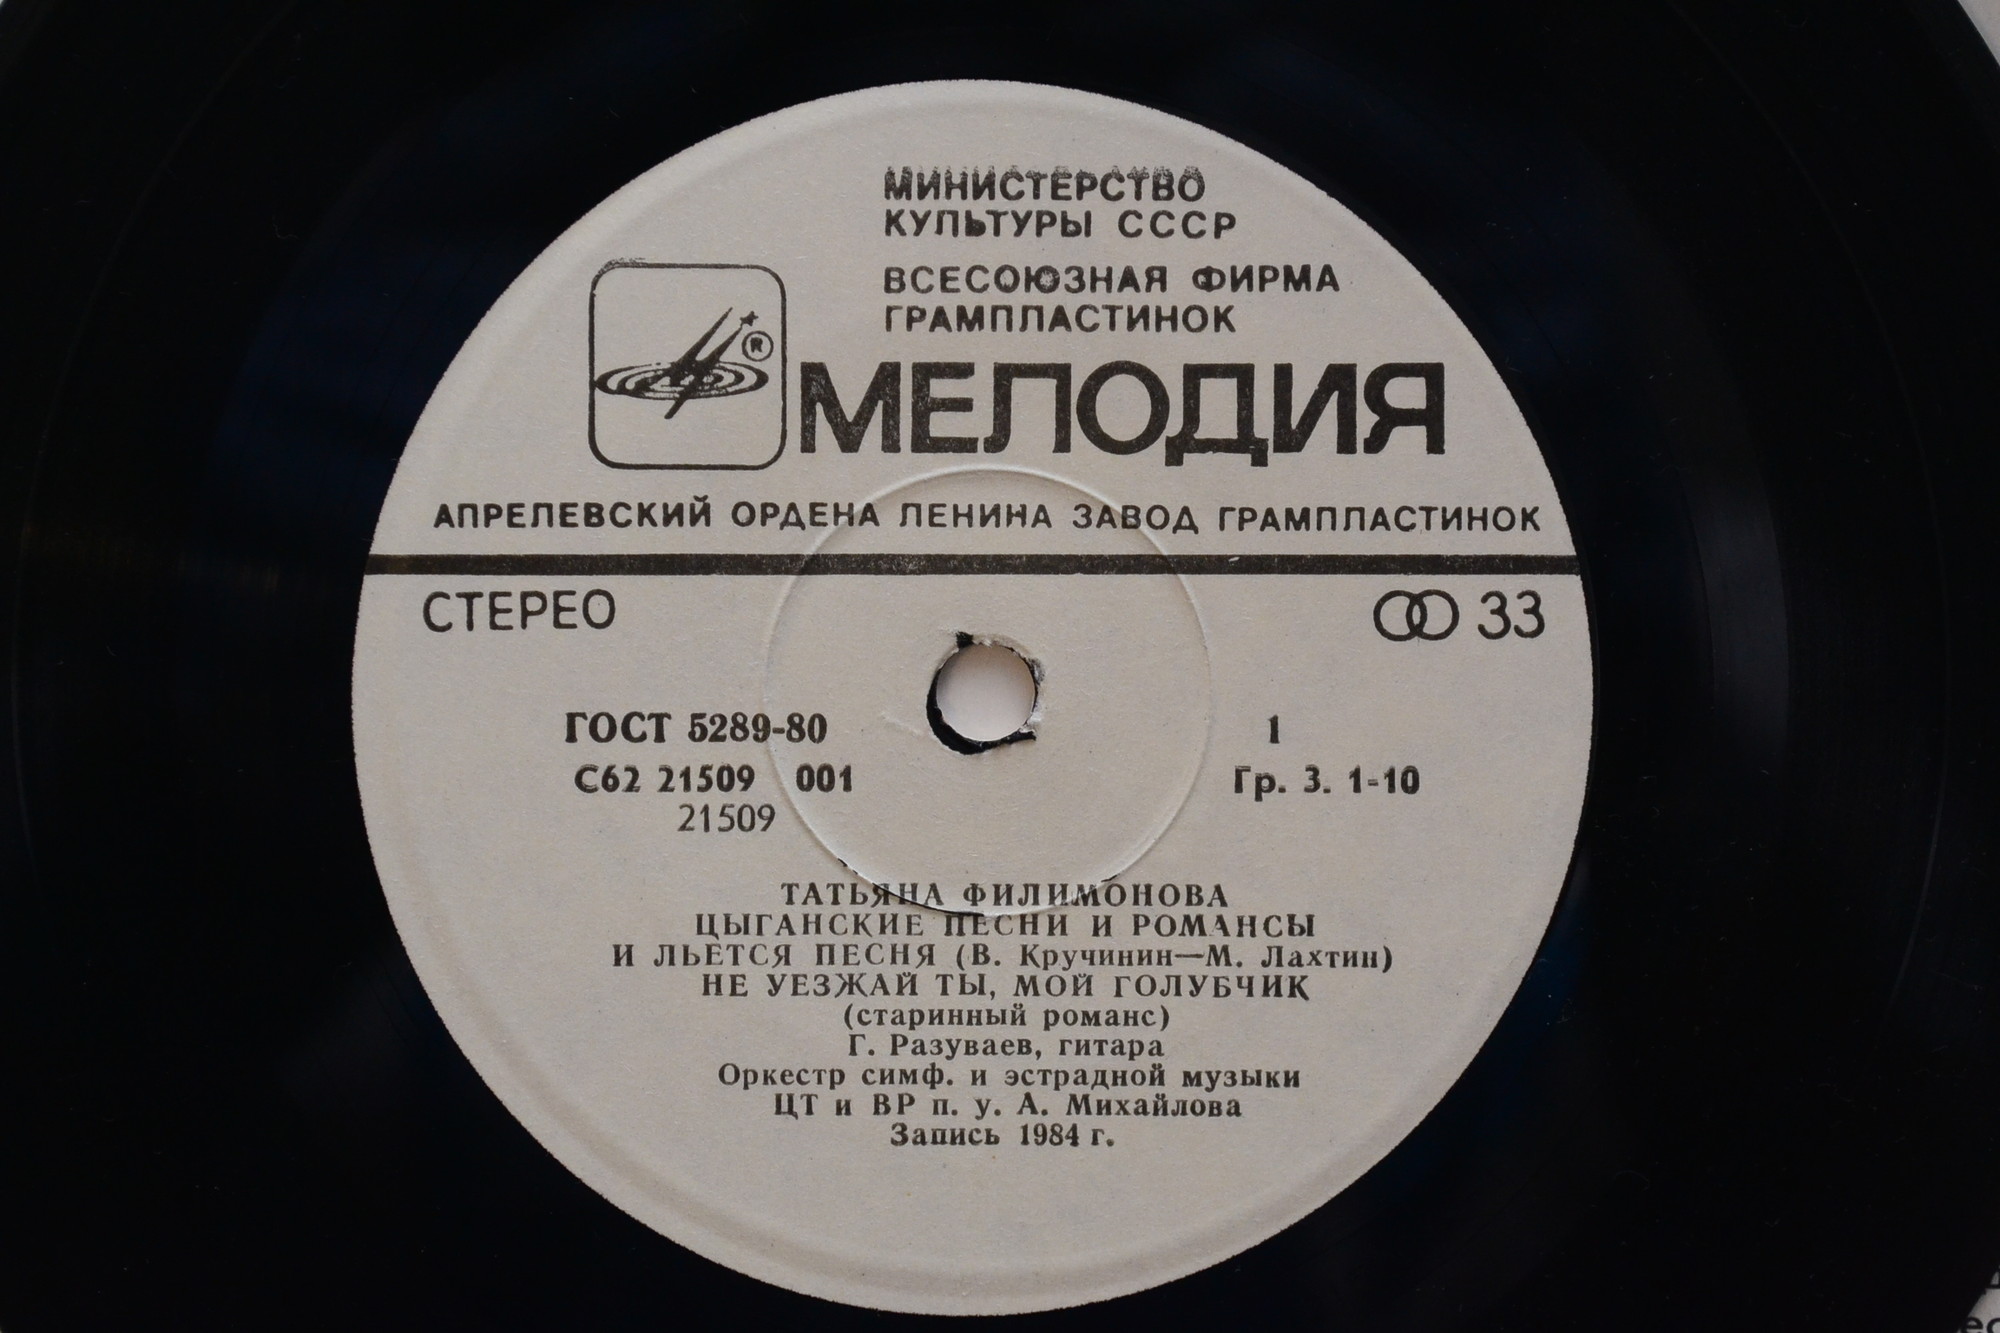 МИНИСТЕРСТВО
КУЛЬТУРЫ СССР
ВСЕСОЮЗНАЯ ФИРМА
ГРАМПЛАСТИНОК
®
МЕЛОДИЯ
АПРЕЛЕВСКИЙ ОРДЕНА ЛЕНИНА ЗАВОД ГРАМПЛАСТИНОК
СТЕРЕО 33
ГОСТ 5289-80 1
С62 21509 001 Гр. 3. 1-10
21509
ТАТЬЯНА ФИЛИМОНОВА
ЦЫГАНСКИЕ ПЕСНИ И РОМАНСЫ
И ЛЬЕТСЯ ПЕСНЯ (В. Кручинин—М. Лахтин)
НЕ УЕЗЖАЙ ТЫ, МОЙ ГОЛУБЧИК
(старинный романс)
Г. Разуваев, гитара
Оркестр симф. и эстрадной музыки
ЦТ и ВР п. у. А. Михайлова
Запись 1984 г.